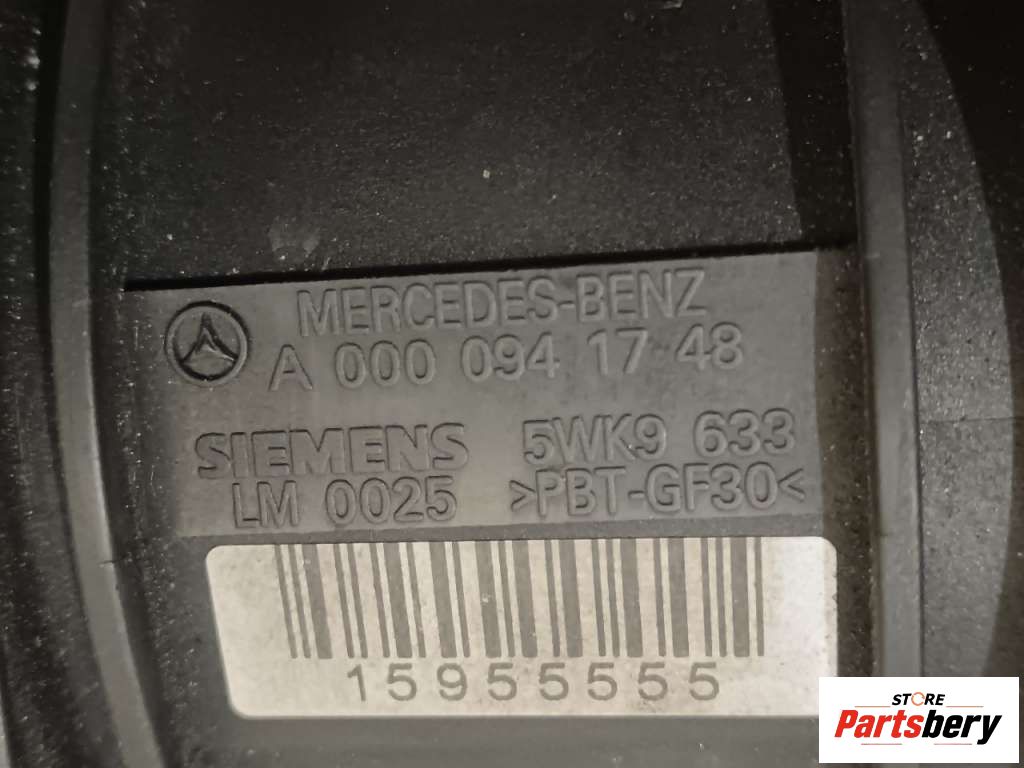 MERCEDES-BENZ
A 000 094 17 48
SIEMENS 5WK9 633
LM 0025 >PBT-GF30<
15955555
STORE
Partsbery